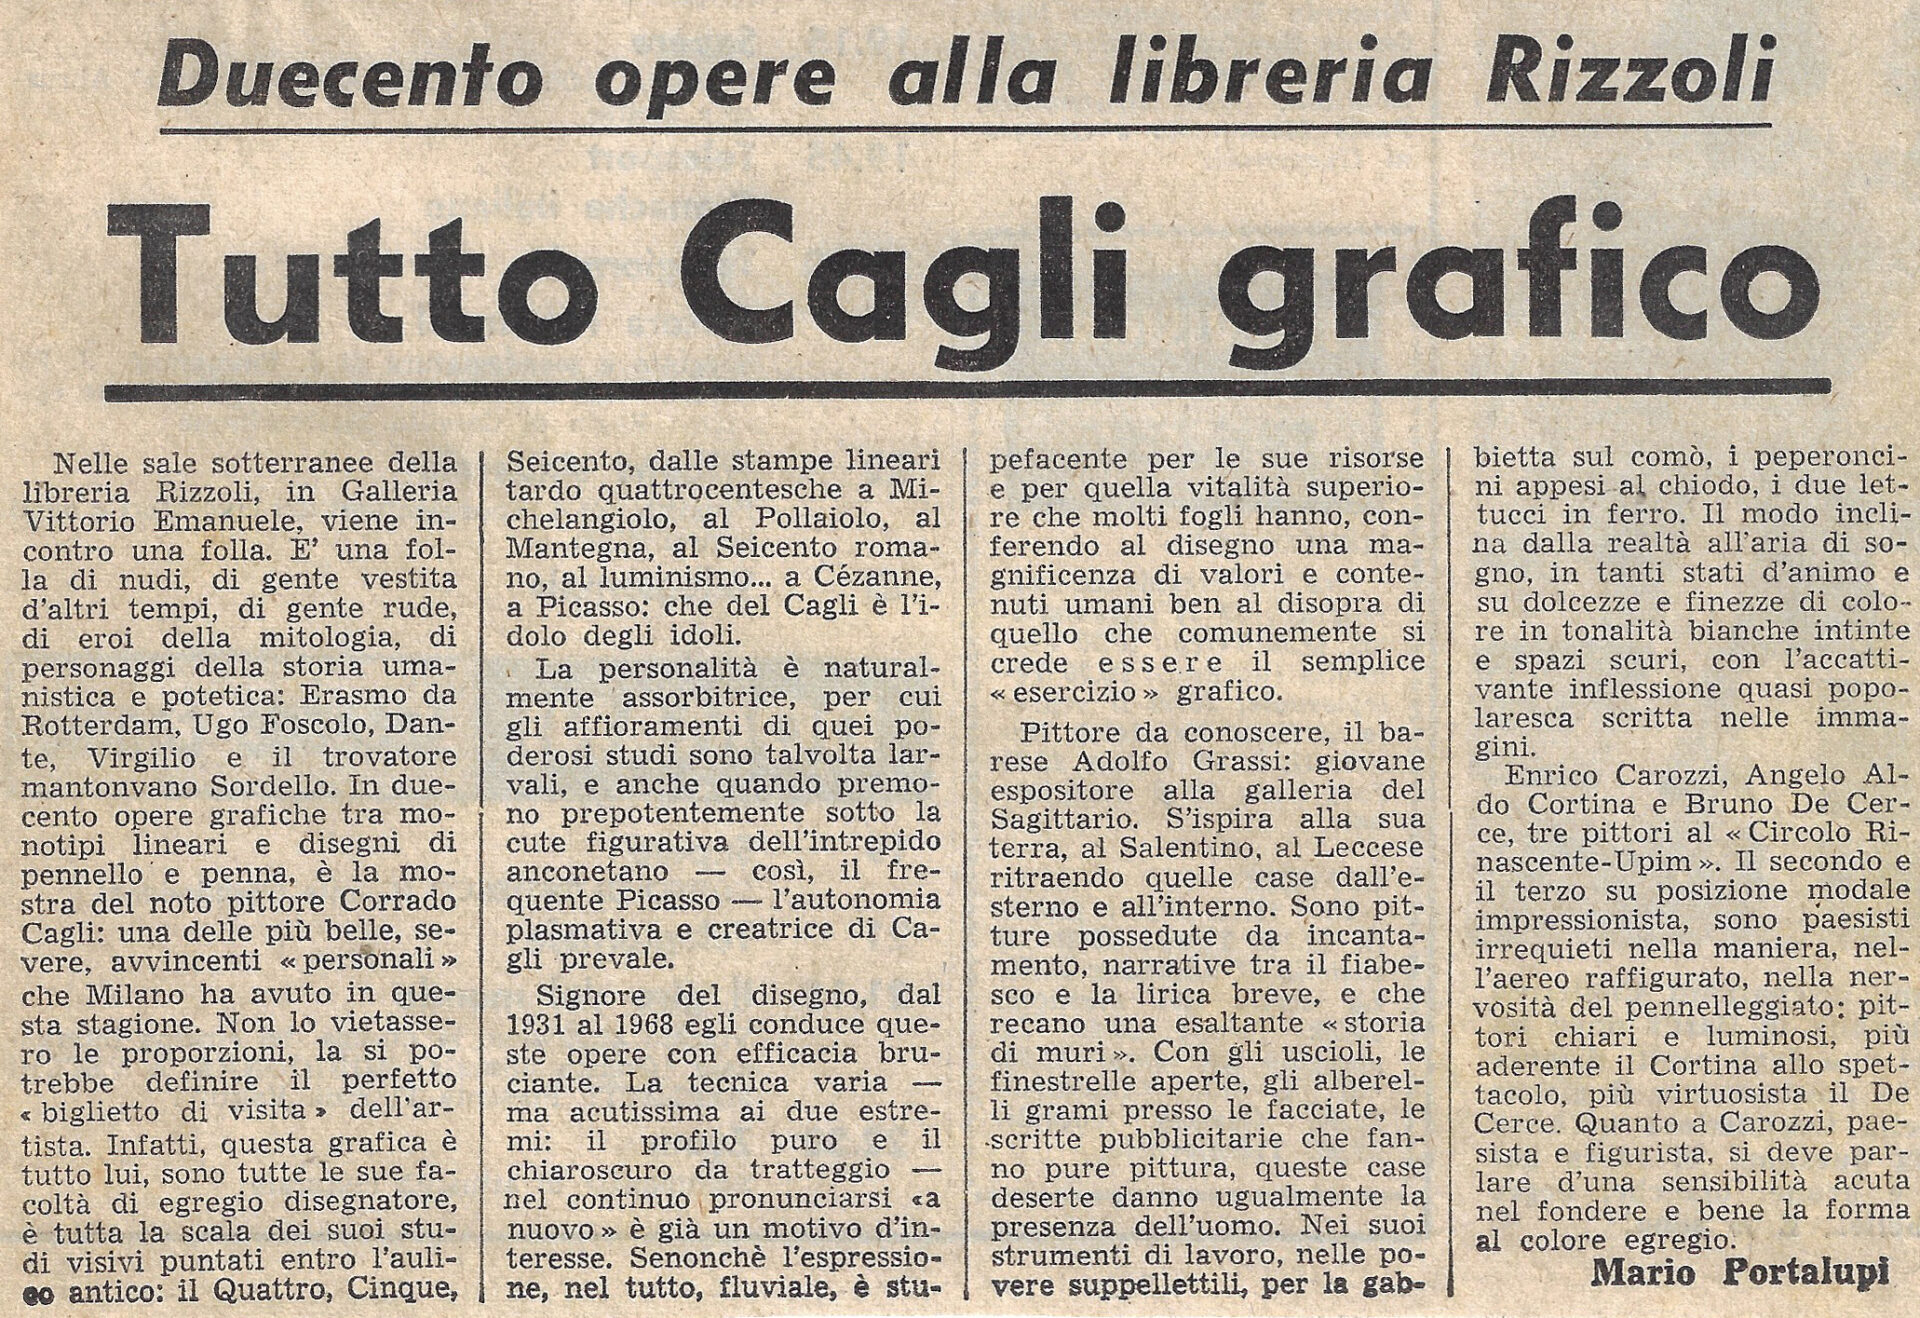 Duecento opere alla libreria Rizzoli
Tutto Cagli grafico
Nelle sale sotterranee della
libreria Rizzoli, in Galleria
Vittorio Emanuele, viene in-
contro una folla. E' una fol-
la di nudi, di gente vestita
d'altri tempi, di gente rude,
di eroi della mitologia, di
personaggi della storia uma-
nistica e potetica: Erasmo da
Rotterdam, Ugo Foscolo, Dan-
te, Virgilio e il trovatore
mantonvano Sordello. In due-
cento opere grafiche tra mo-
notipi lineari e disegni di
pennello e penna, è la mo-
stra del noto pittore Corrado
Cagli: una delle più belle, se-
vere, avvincenti « personali »
che Milano ha avuto in que-
sta stagione. Non lo vietasse-
ro le proporzioni, la si po-
trebbe definire il perfetto
« biglietto di visita » dell'ar-
tista. Infatti, questa grafica è
tutto lui, sono tutte le sue fa-
coltà di egregio disegnatore,
è tutta la scala dei suoi stu-
di visivi puntati entro l'auli-
co antico: il Quattro, Cinque,
Seicento, dalle stampe lineari
tardo quattrocentesche a Mi-
chelangiolo, al Pollaiolo, al
Mantegna, al Seicento roma-
no, al luminismo... a Cézanne,
a Picasso: che del Cagli è l'i-
dolo degli idoli.
La personalità è natural-
mente assorbitrice, per cui
gli affioramenti di quei po-
derosi studi sono talvolta lar-
vali, e anche quando premo-
no prepotentemente sotto la
cute figurativa dell'intrepido
anconetano — così, il fre-
quente Picasso — l'autonomia
plasmativa e creatrice di Ca-
gli prevale.
Signore del disegno, dal
1931 al 1968 egli conduce que-
ste opere con efficacia bru-
ciante. La tecnica varia —
ma acutissima ai due estre-
mi: il profilo puro e il
chiaroscuro da tratteggio —
nel continuo pronunciarsi «a
nuovo » è già un motivo d'in-
teresse. Senonchè l'espressio-
ne, nel tutto, fluviale, è stu-
pefacente per le sue risorse
e per quella vitalità superio-
re che molti fogli hanno, con-
ferendo al disegno una ma-
gnificenza di valori e conte-
nuti umani ben al disopra di
quello che comunemente si
crede essere il semplice
« esercizio » grafico.
Pittore da conoscere, il ba-
rese Adolfo Grassi: giovane
espositore alla galleria del
Sagittario. S'ispira alla sua
terra, al Salentino, al Leccese
ritraendo quelle case dall'e-
sterno e all'interno. Sono pit-
ture possedute da incanta-
mento, narrative tra il fiabe-
sco e la lirica breve, e che
recano una esaltante « storia
di muri ». Con gli uscioli, le
finestrelle aperte, gli alberel-
li grami presso le facciate, le
scritte pubblicitarie che fan-
no pure pittura, queste case
deserte danno ugualmente la
presenza dell'uomo. Nei suoi
strumenti di lavoro, nelle po-
vere suppellettili, per la gab-
bietta sul comò, i peperonci-
ni appesi al chiodo, i due let-
tucci in ferro. Il modo incli-
na dalla realtà all'aria di so-
gno, in tanti stati d'animo e
su dolcezze e finezze di colo-
re in tonalità bianche intinte
e spazi scuri, con l'accatti-
vante inflessione quasi popo-
laresca scritta nelle imma-
gini.
Enrico Carozzi, Angelo Al-
do Cortina e Bruno De Cer-
ce, tre pittori al « Circolo Ri-
nascente-Upim ». Il secondo e
il terzo su posizione modale
impressionista, sono paesisti
irrequieti nella maniera, nel-
l'aereo raffigurato, nella ner-
vosità del pennelleggiato; pit-
tori chiari e luminosi, più
aderente il Cortina allo spet-
tacolo, più virtuosista il De
Cerce. Quanto a Carozzi, pae-
sista e figurista, si deve par-
lare d'una sensibilità acuta
nel fondere e bene la forma
al colore egregio.
Mario Portalupi